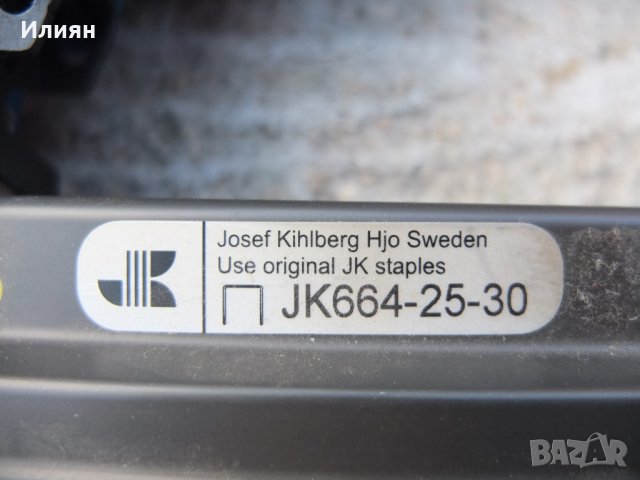 Илиян
Josef Kihlberg Hjo Sweden
Use original JK staples
JK664-25-30
BAZAR